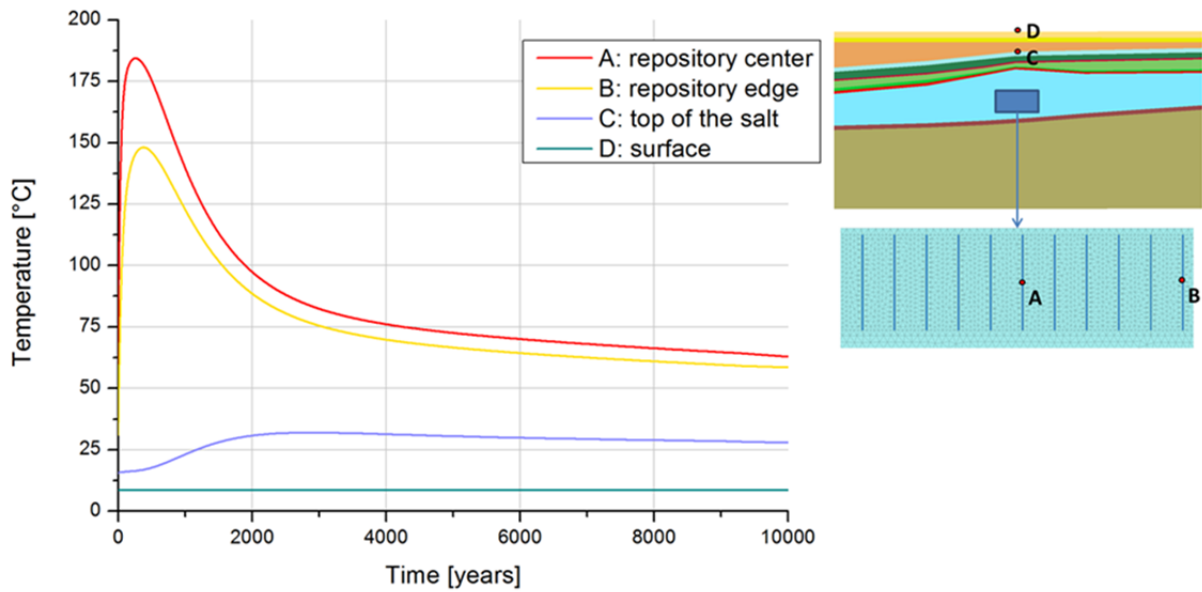 Temperature [°C]
200
175
150
125
100
75
50
25
0
0 2000 4000 6000 8000 10000
Time [years]
A: repository center
B: repository edge
C: top of the salt
D: surface
D
C
A
B